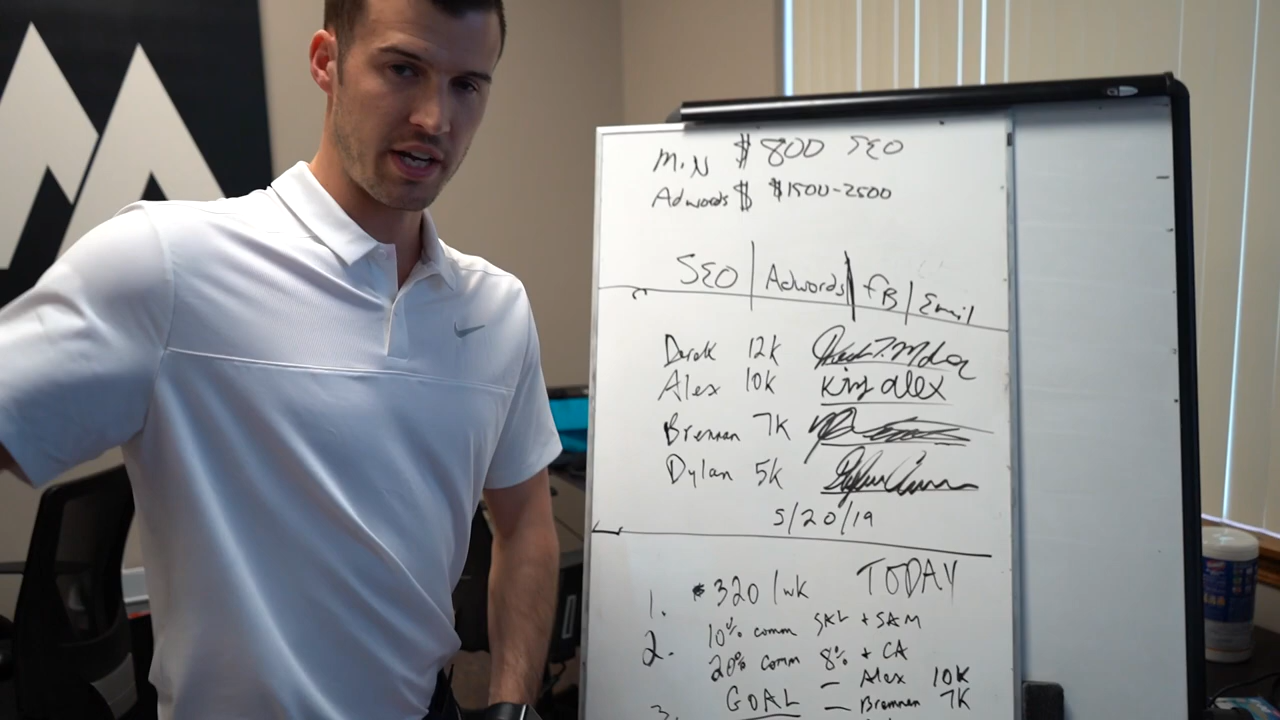 MIN $ 800 SEO
Adwords $ $1500-2500
SEO | Adwords | FB | Email
Derek 12K
Alex 10K King Alex
Brennan 7K
Dylan 5K
5/20/19
TODAY
1. 320/wk
2. 10% comm SAL + SAM
20% comm 8% + CA
GOAL - Alex 10K
3. - Brennan 7K